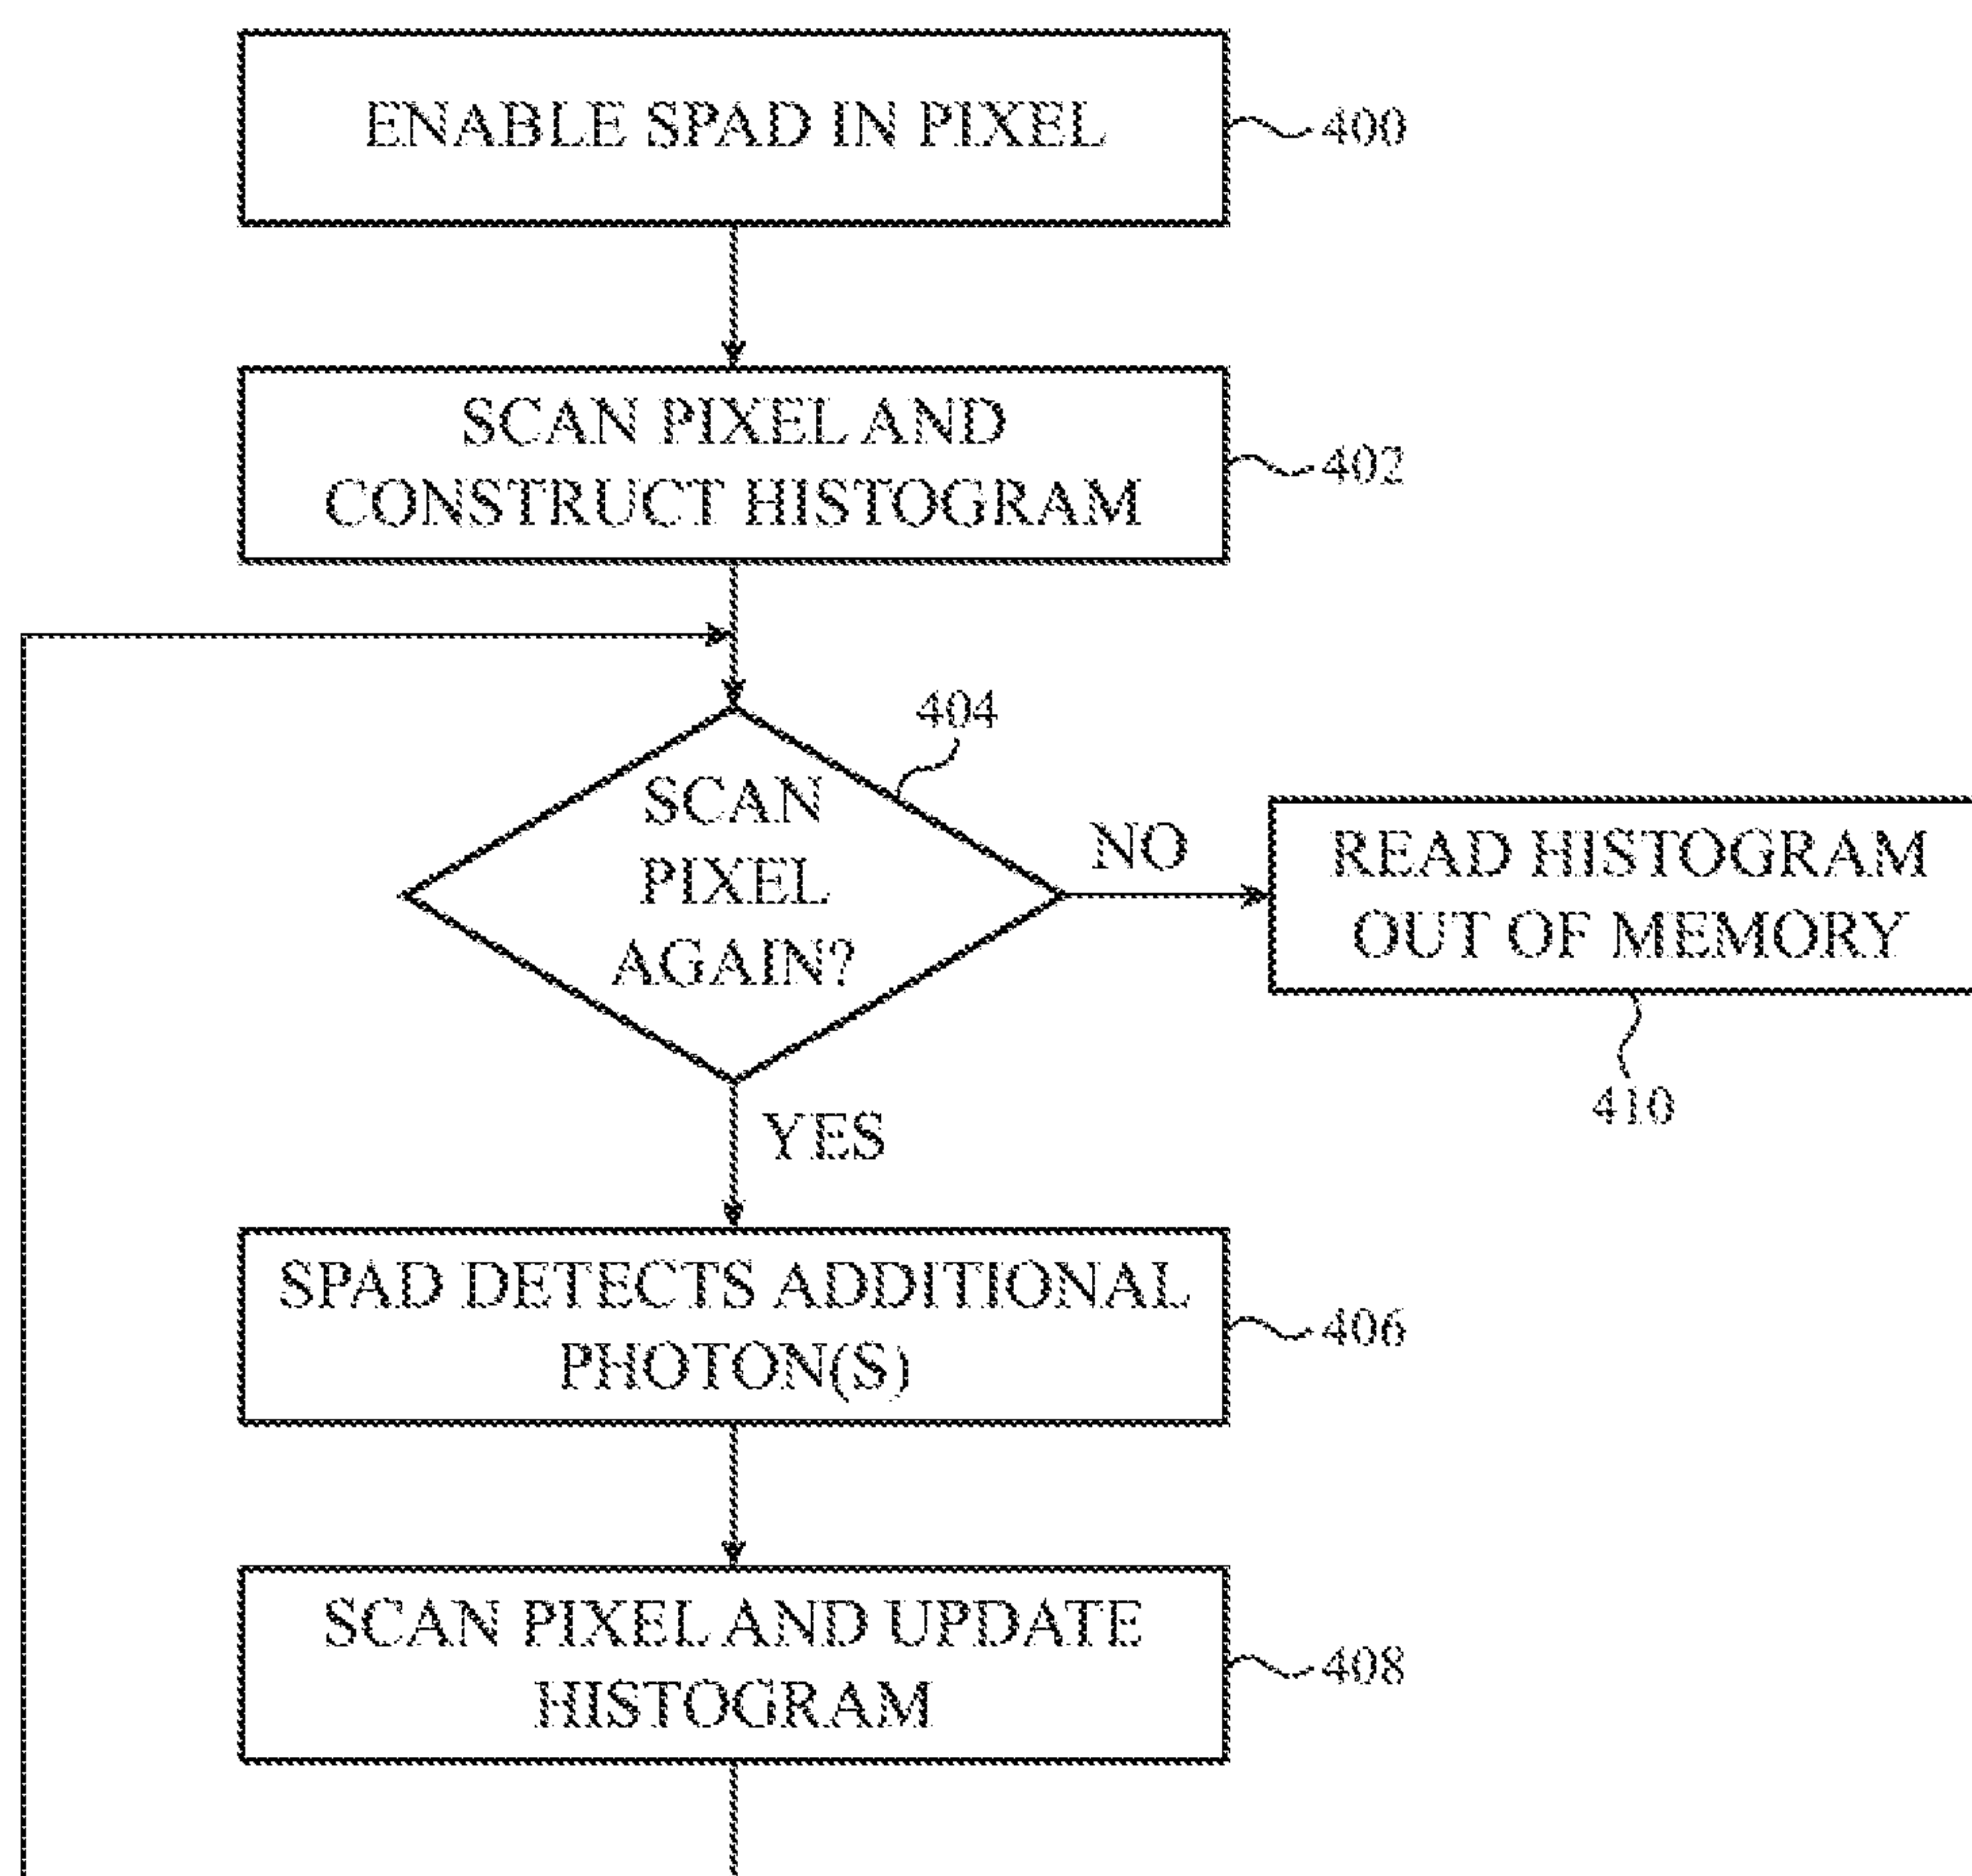 ENABLE SPAD IN PIXEL
400
SCAN PIXEL AND
CONSTRUCT HISTOGRAM
402
404
SCAN
PIXEL
AGAIN?
NO
READ HISTOGRAM
OUT OF MEMORY
410
YES
SPAD DETECTS ADDITIONAL
PHOTON(S)
406
SCAN PIXEL AND UPDATE
HISTOGRAM
408